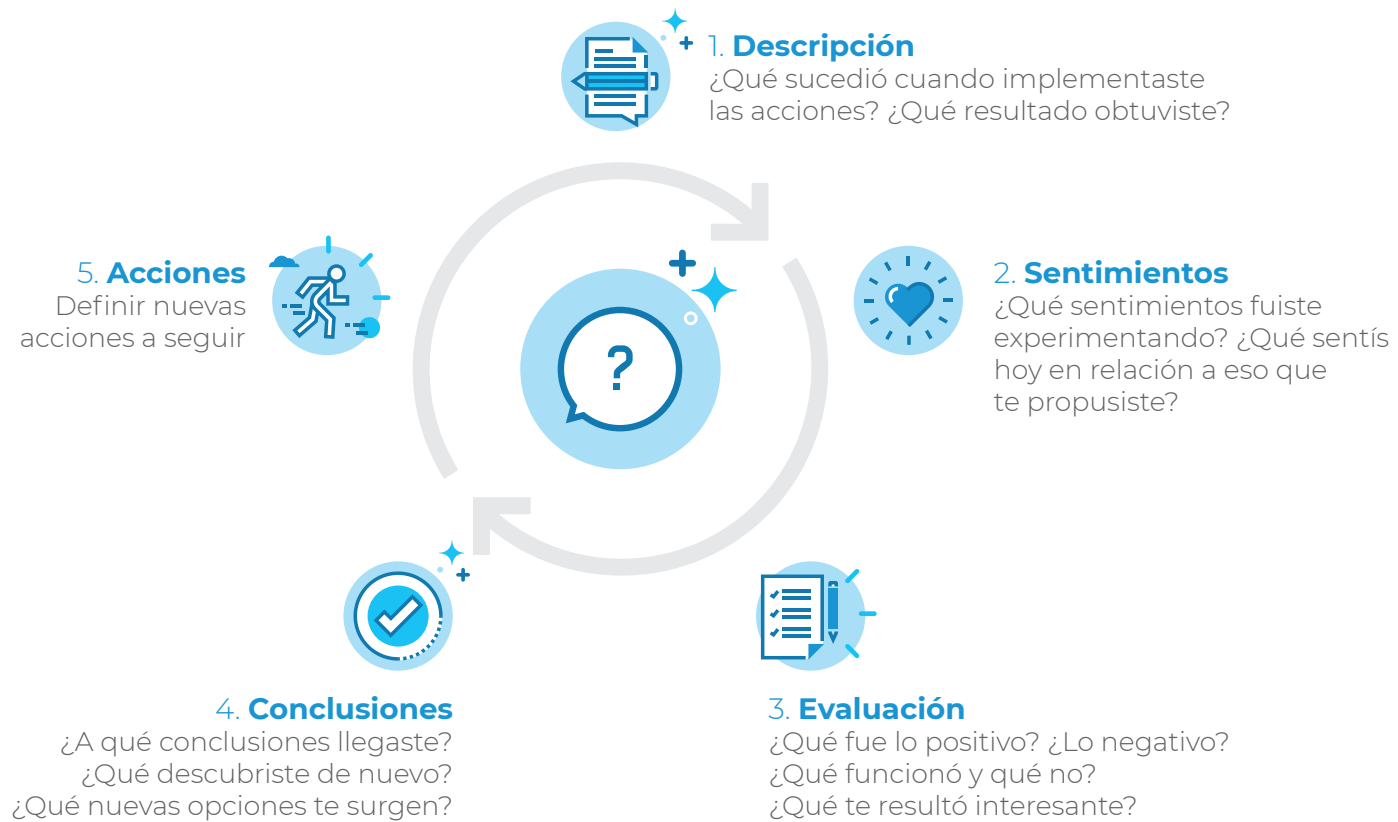 1. Descripción
¿Qué sucedió cuando implementaste
las acciones? ¿Qué resultado obtuviste?
2. Sentimientos
¿Qué sentimientos fuiste
experimentando? ¿Qué sentís
hoy en relación a eso que
te propusiste?
3. Evaluación
¿Qué fue lo positivo? ¿Lo negativo?
¿Qué funcionó y qué no?
¿Qué te resultó interesante?
4. Conclusiones
¿A qué conclusiones llegaste?
¿Qué descubriste de nuevo?
¿Qué nuevas opciones te surgen?
5. Acciones
Definir nuevas
acciones a seguir
?